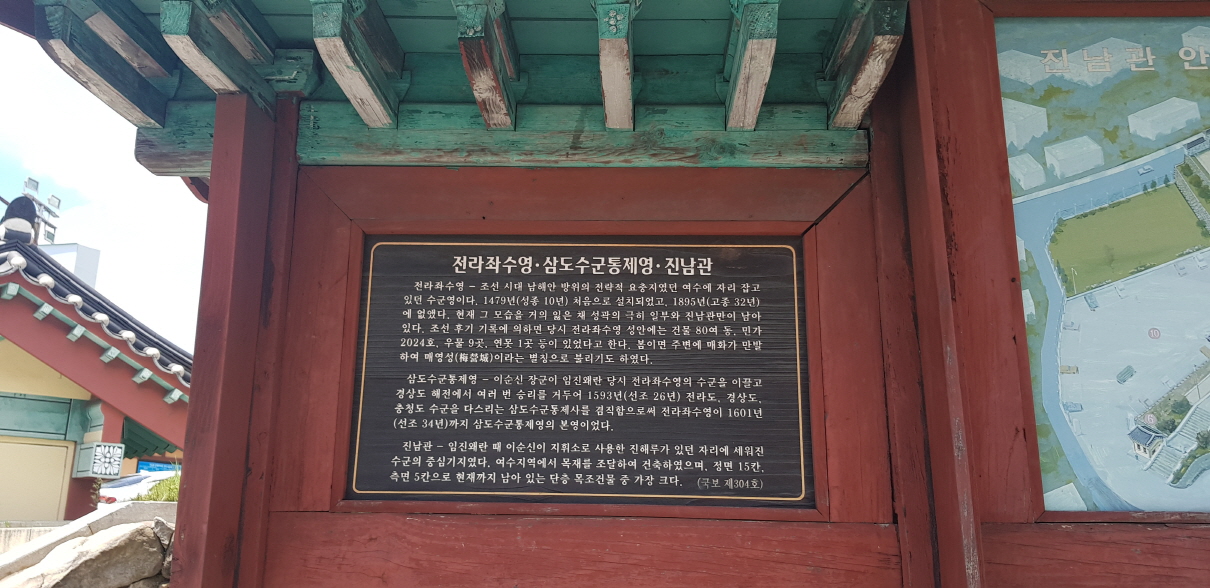 전라좌수영·삼도수군통제영·진남관
전라좌수영 – 조선 시대 남해안 방위의 전략적 요충지였던 여수에 자리 잡고
있던 수군영이다. 1479년(성종 10년) 처음으로 설치되었고, 1895년(고종 32년)
에 없앴다. 현재 그 모습을 거의 잃은 채 성곽의 극히 일부와 진남관만이 남아
있다. 조선 후기 기록에 의하면 당시 전라좌수영 성안에는 건물 80여 동, 민가
2024호, 우물 9곳, 연못 1곳 등이 있었다고 한다. 봄이면 주변에 매화가 만발
하여 매영성(梅營城)이라는 별칭으로 불리기도 하였다.
삼도수군통제영 – 이순신 장군이 임진왜란 당시 전라좌수영의 수군을 이끌고
경상도 해전에서 여러 번 승리를 거두어 1593년(선조 26년) 전라도, 경상도,
충청도 수군을 다스리는 삼도수군통제사를 겸직함으로써 전라좌수영이 1601년
(선조 34년)까지 삼도수군통제영의 본영이었다.
진남관 – 임진왜란 때 이순신이 지휘소로 사용한 진해루가 있던 자리에 세워진
수군의 중심기지였다. 여수지역에서 목재를 조달하여 건축하였으며, 정면 15칸,
측면 5칸으로 현재까지 남아 있는 단층 목조건물 중 가장 크다. (국보 제304호)
진남관 안